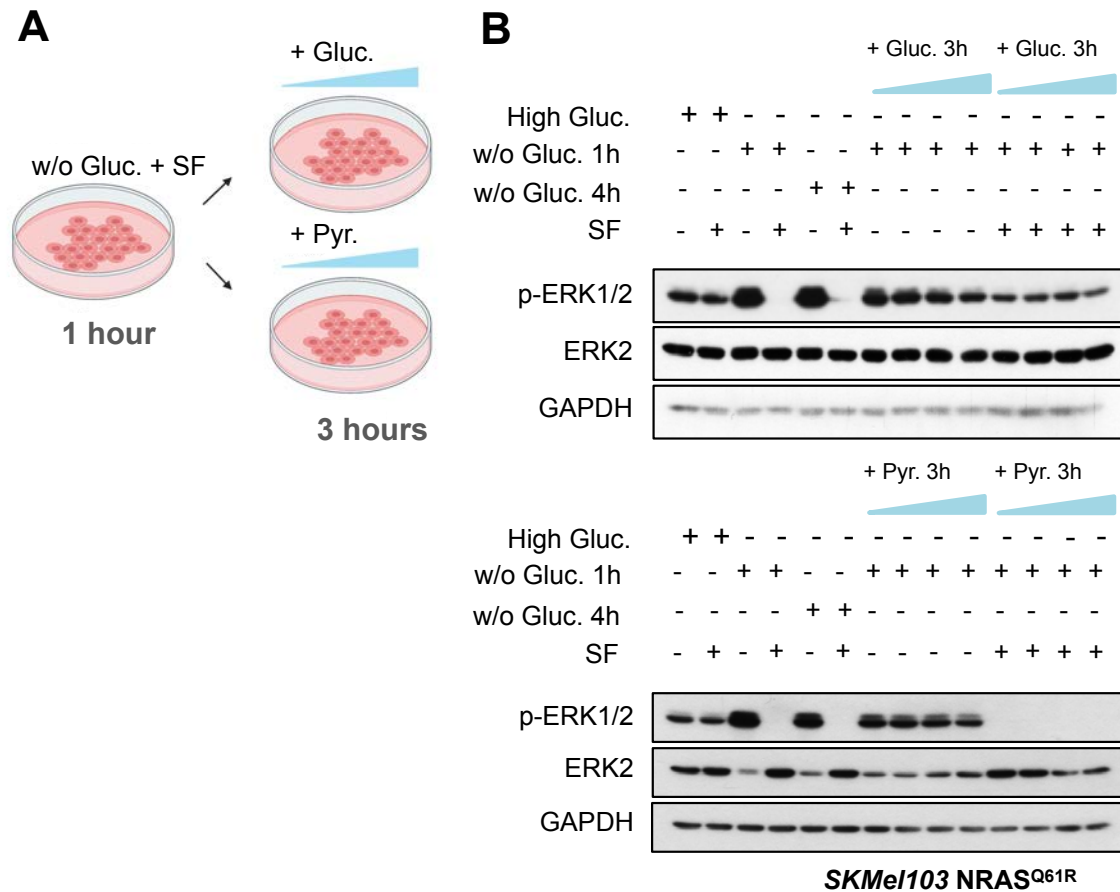 A
+ Gluc.
w/o Gluc. + SF
+ Pyr.
1 hour
3 hours
B
+ Gluc. 3h + Gluc. 3h
High Gluc. + + - - - - - - - - - - - -
w/o Gluc. 1h - - + + - - + + + + + + + +
w/o Gluc. 4h - - - - + + - - - - - - - -
SF - + - + - + - - - - + + + +
p-ERK1/2
ERK2
GAPDH
+ Pyr. 3h + Pyr. 3h
High Gluc. + + - - - - - - - - - - - -
w/o Gluc. 1h - - + + - - + + + + + + + +
w/o Gluc. 4h - - - - + + - - - - - - - -
SF - + - + - + - - - - + + + +
p-ERK1/2
ERK2
GAPDH
SKMel103 NRASQ61R